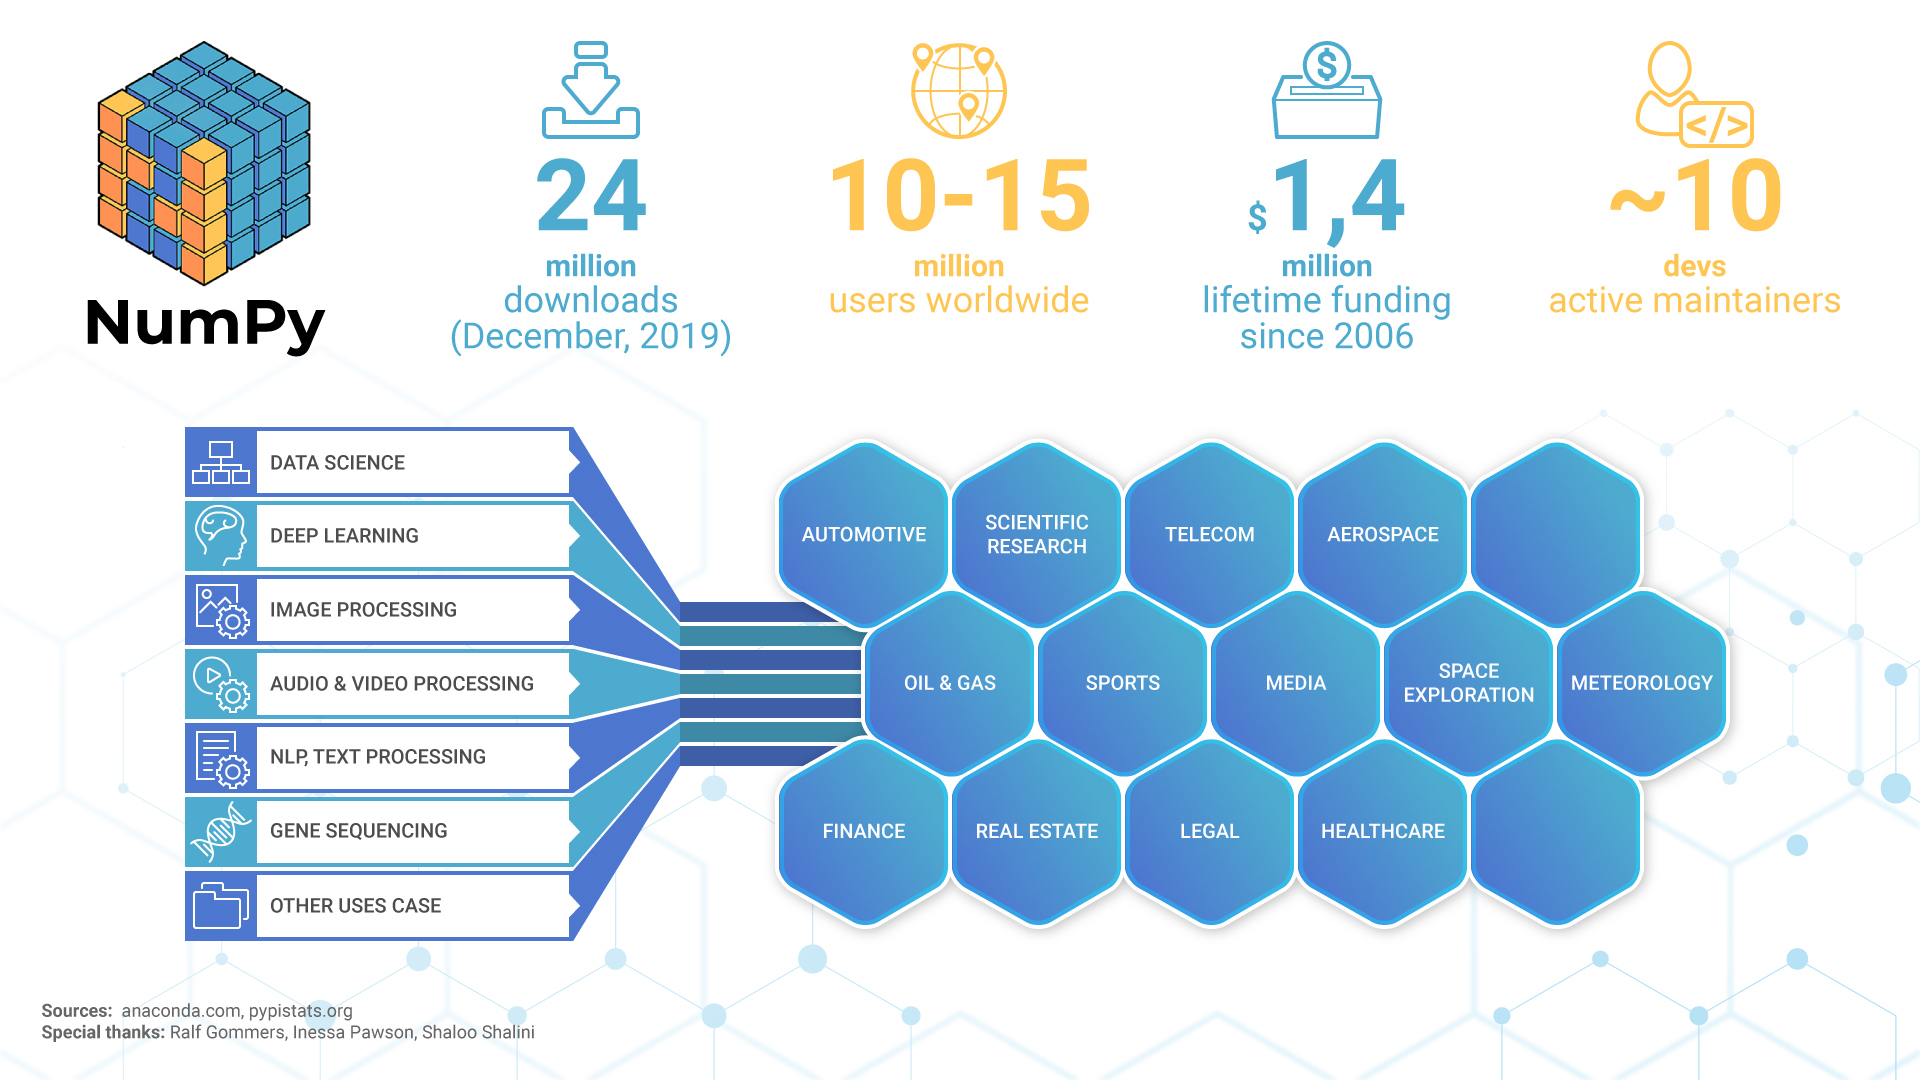 NumPy
24
million
downloads
(December, 2019)
10-15
million
users worldwide
$1,4
million
lifetime funding
since 2006
~10
devs
active maintainers
$
</>
DATA SCIENCE
DEEP LEARNING
IMAGE PROCESSING
AUDIO & VIDEO PROCESSING
NLP, TEXT PROCESSING
GENE SEQUENCING
OTHER USES CASE
AUTOMOTIVE
SCIENTIFIC
RESEARCH
TELECOM
AEROSPACE
OIL & GAS
SPORTS
MEDIA
SPACE
EXPLORATION
METEOROLOGY
FINANCE
REAL ESTATE
LEGAL
HEALTHCARE
Sources: anaconda.com, pypistats.org
Special thanks: Ralf Gommers, Inessa Pawson, Shaloo Shalini